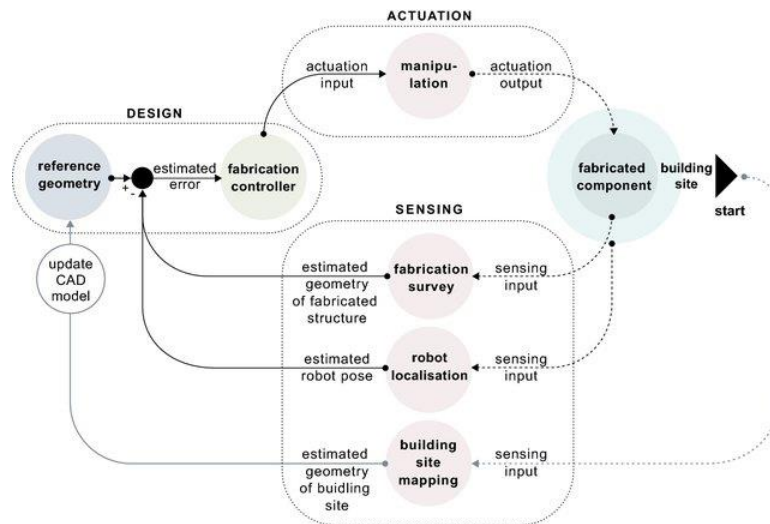 ACTUATION
actuation
input
manipu-
lation
actuation
output
DESIGN
reference
geometry
+ -
estimated
error
fabrication
controller
fabricated
component
building
site
start
SENSING
update
CAD
model
estimated
geometry
of fabricated
structure
fabrication
survey
sensing
input
estimated
robot pose
robot
localisation
sensing
input
estimated
geometry
of buidling
site
building
site
mapping
sensing
input